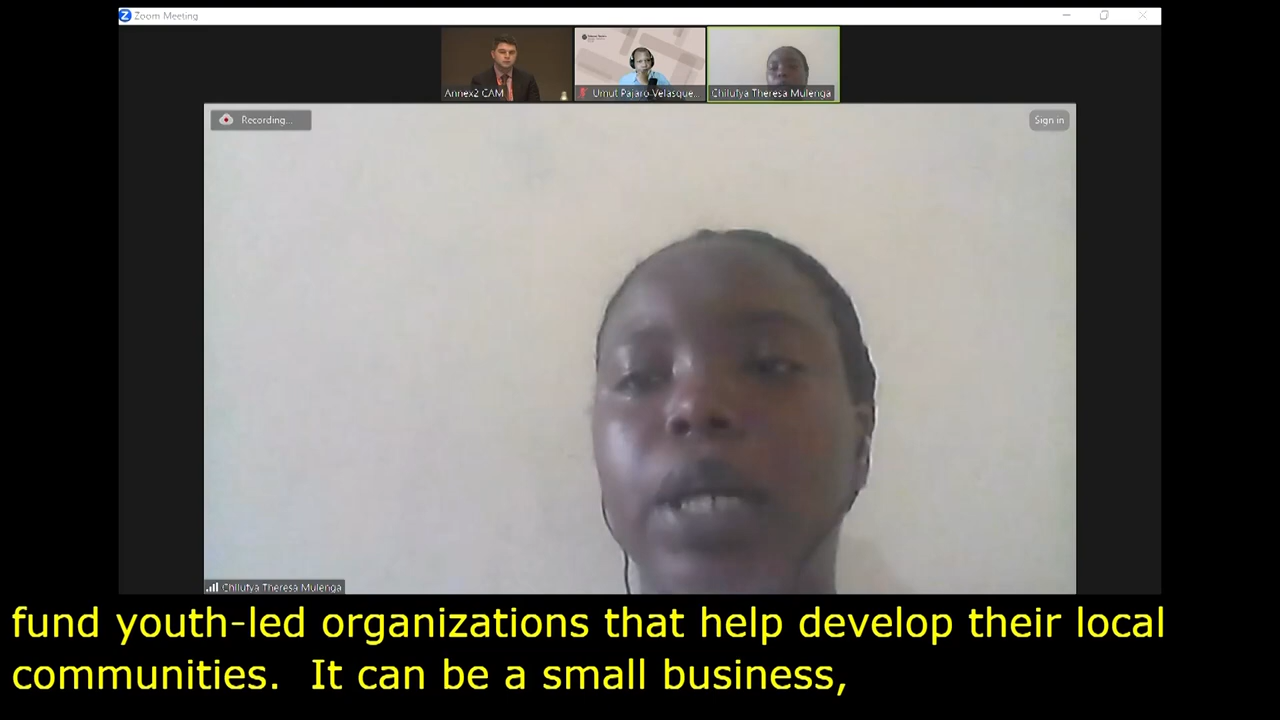 Zoom Meeting
Annex2 CAM
Umut Pajaro Velasque...
Chilufya Theresa Mulenga
Recording...
Sign in
Chilufya Theresa Mulenga
fund youth-led organizations that help develop their local
communities.  It can be a small business,